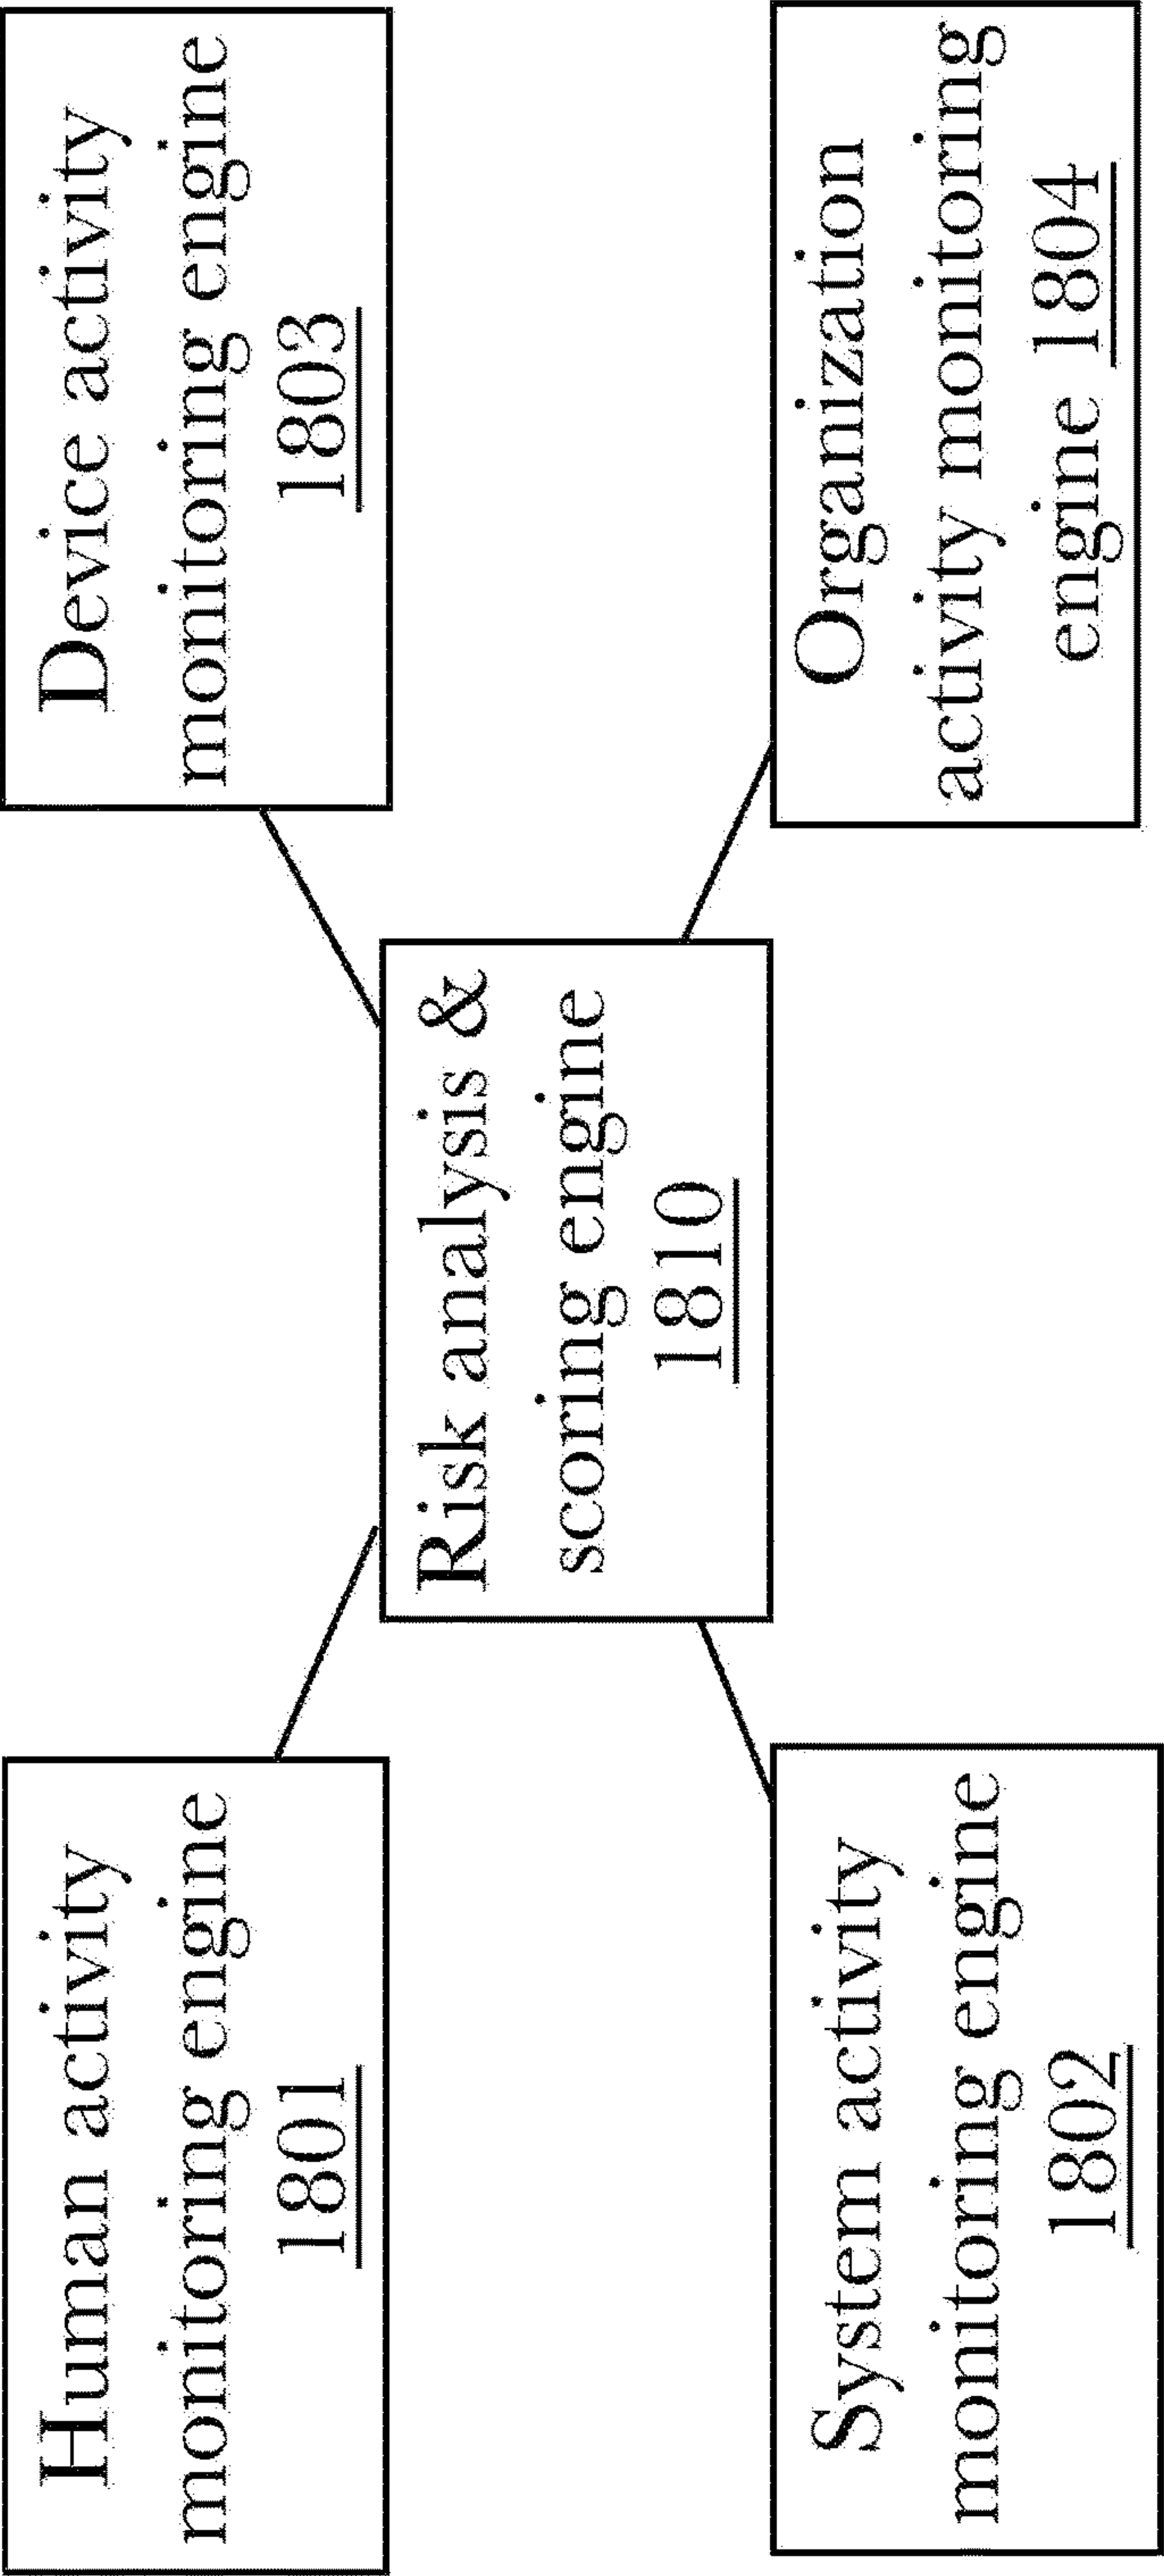 Human activity
monitoring engine
1801
Device activity
monitoring engine
1803
Risk analysis &
scoring engine
1810
System activity
monitoring engine
1802
Organization
activity monitoring
engine 1804